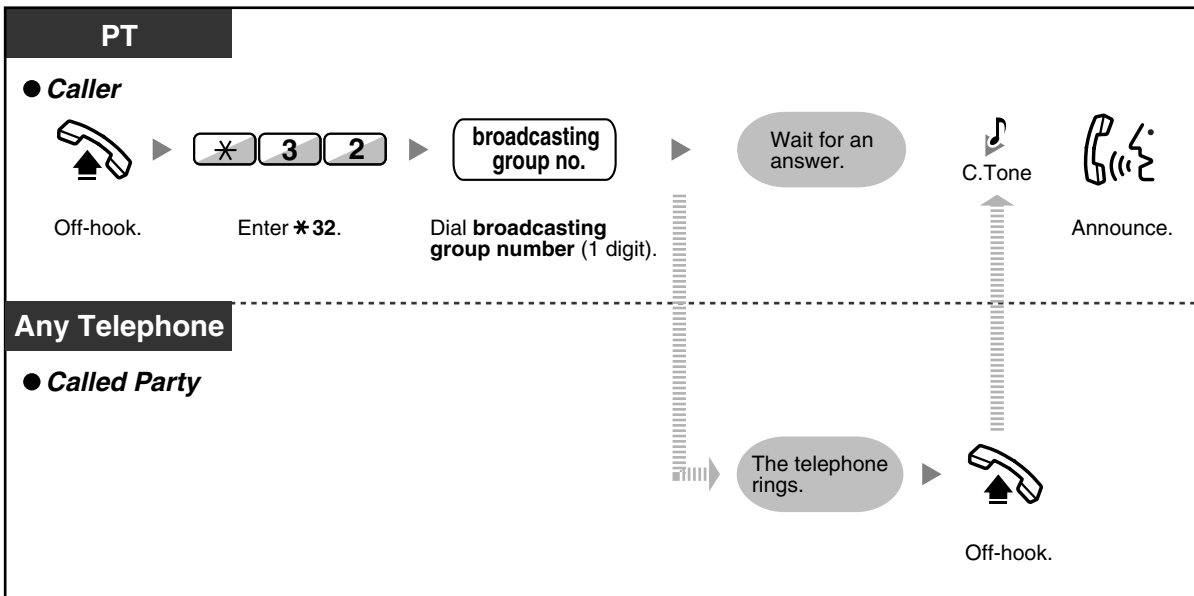 PT
● Caller
✳ 3 2
broadcasting
group no.
Wait for an
answer.
C.Tone
Off-hook.
Enter ✳32.
Dial broadcasting
group number (1 digit).
Announce.
Any Telephone
● Called Party
The telephone
rings.
Off-hook.